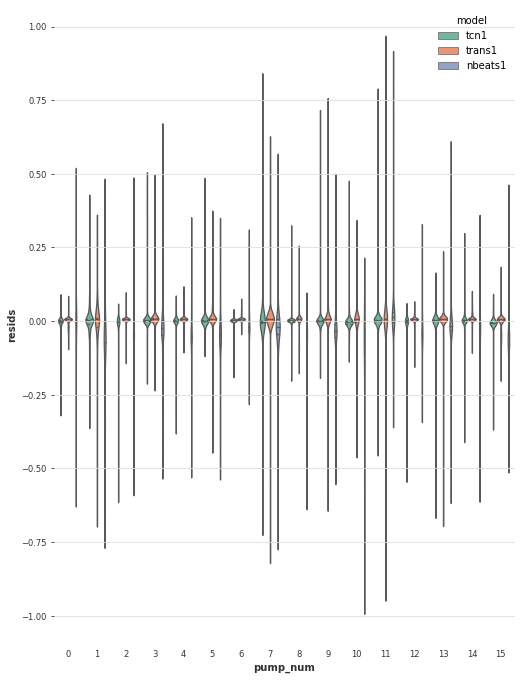 model
tcn1
trans1
nbeats1
1.00
0.75
0.50
0.25
0.00
−0.25
−0.50
−0.75
−1.00
resids
0 1 2 3 4 5 6 7 8 9 10 11 12 13 14 15
pump_num